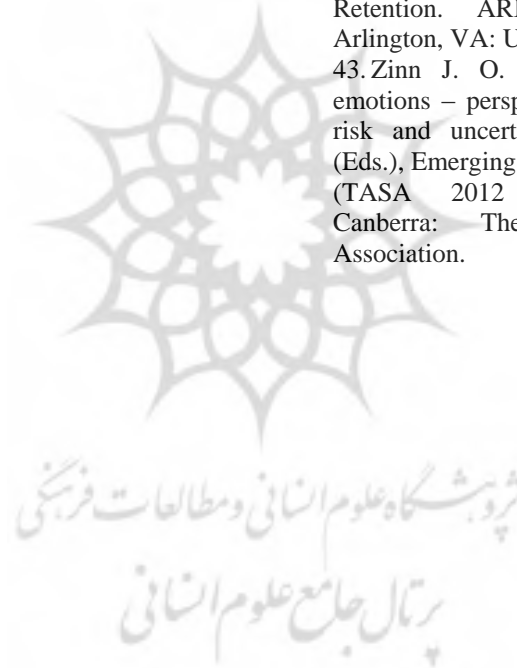 Retention. ARI
Arlington, VA: U
43. Zinn J. O.
emotions – persp
risk and uncert
(Eds.), Emerging
(TASA 2012
Canberra: The
Association.
پژوهشگاه علوم انسانی و مطالعات فرهنگی
پرتال جامع علوم انسانی